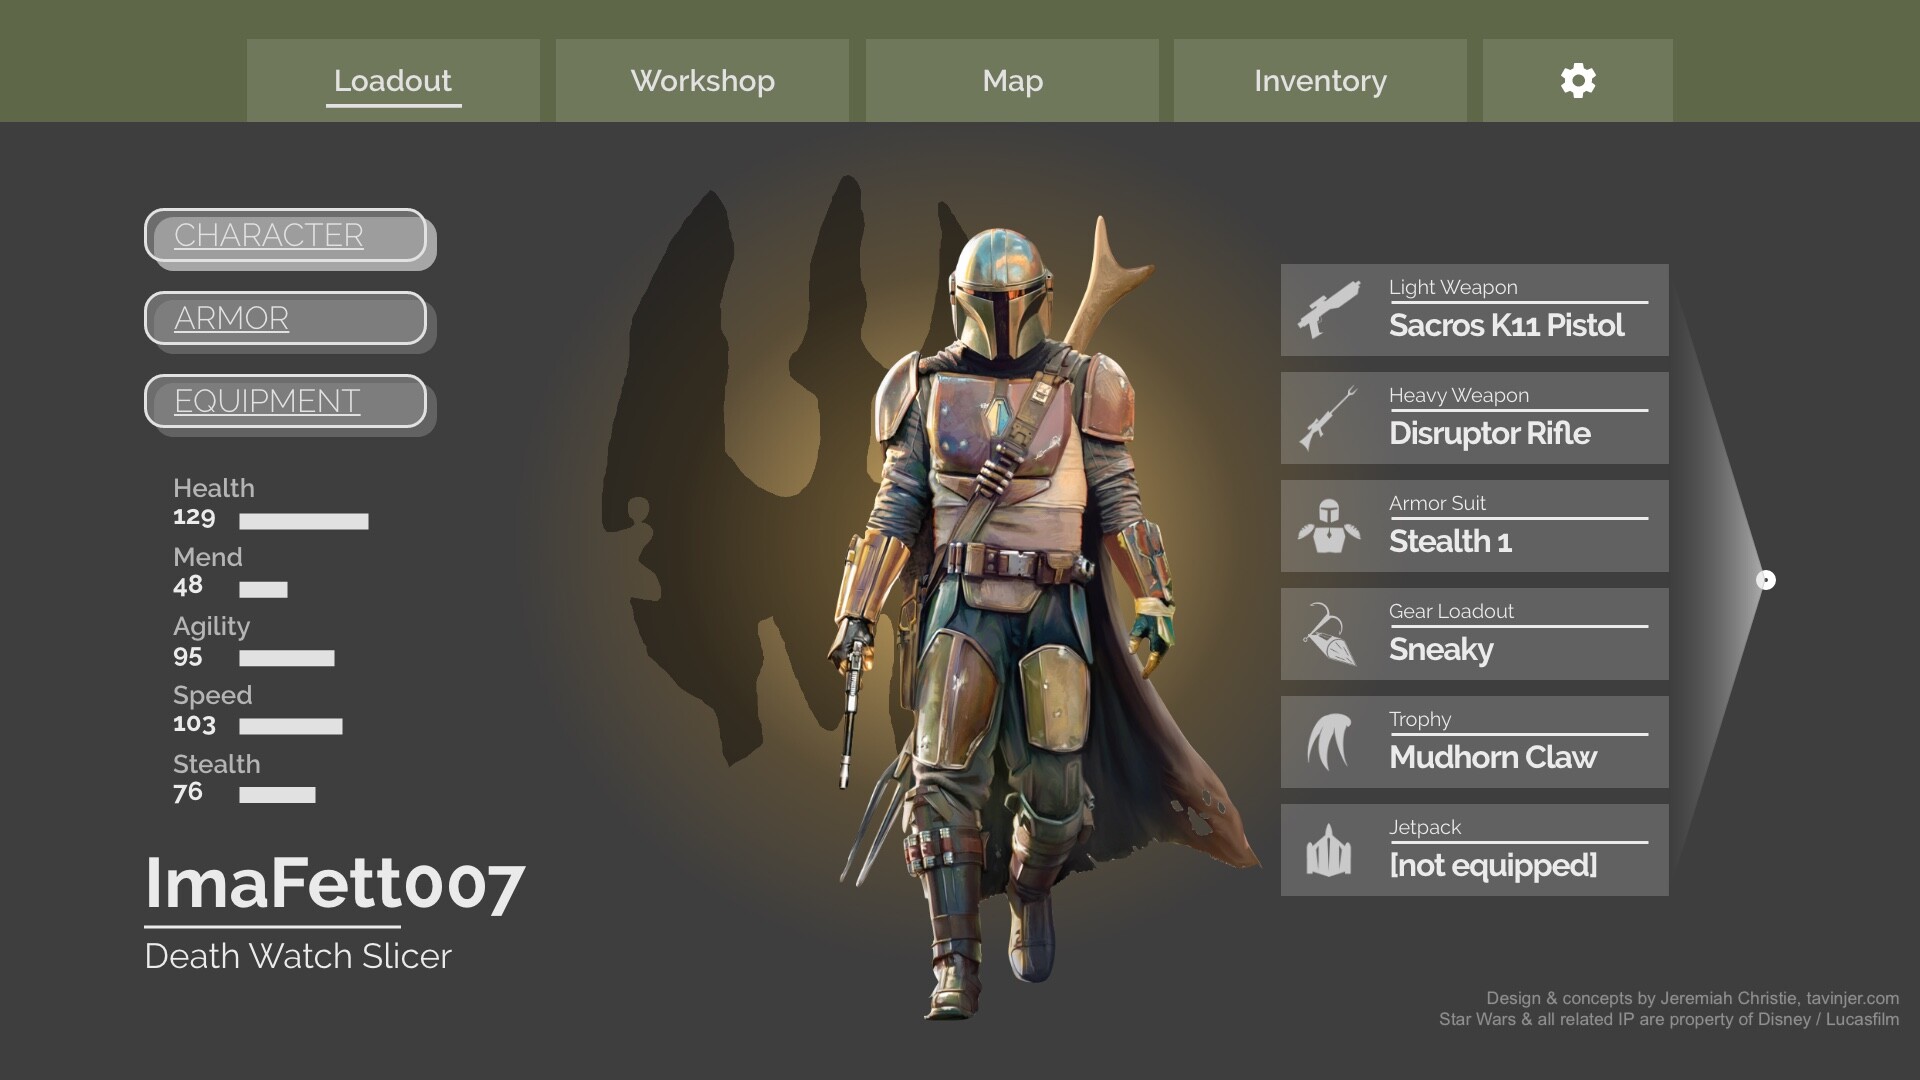 Loadout
Workshop
Map
Inventory
CHARACTER
ARMOR
EQUIPMENT
Health
129
Mend
48
Agility
95
Speed
103
Stealth
76
ImaFett007
Death Watch Slicer
Light Weapon
Sacros K11 Pistol
Heavy Weapon
Disruptor Rifle
Armor Suit
Stealth 1
Gear Loadout
Sneaky
Trophy
Mudhorn Claw
Jetpack
[not equipped]
Design & concepts by Jeremiah Christie, tavinjer.com
Star Wars & all related IP are property of Disney / Lucasfilm